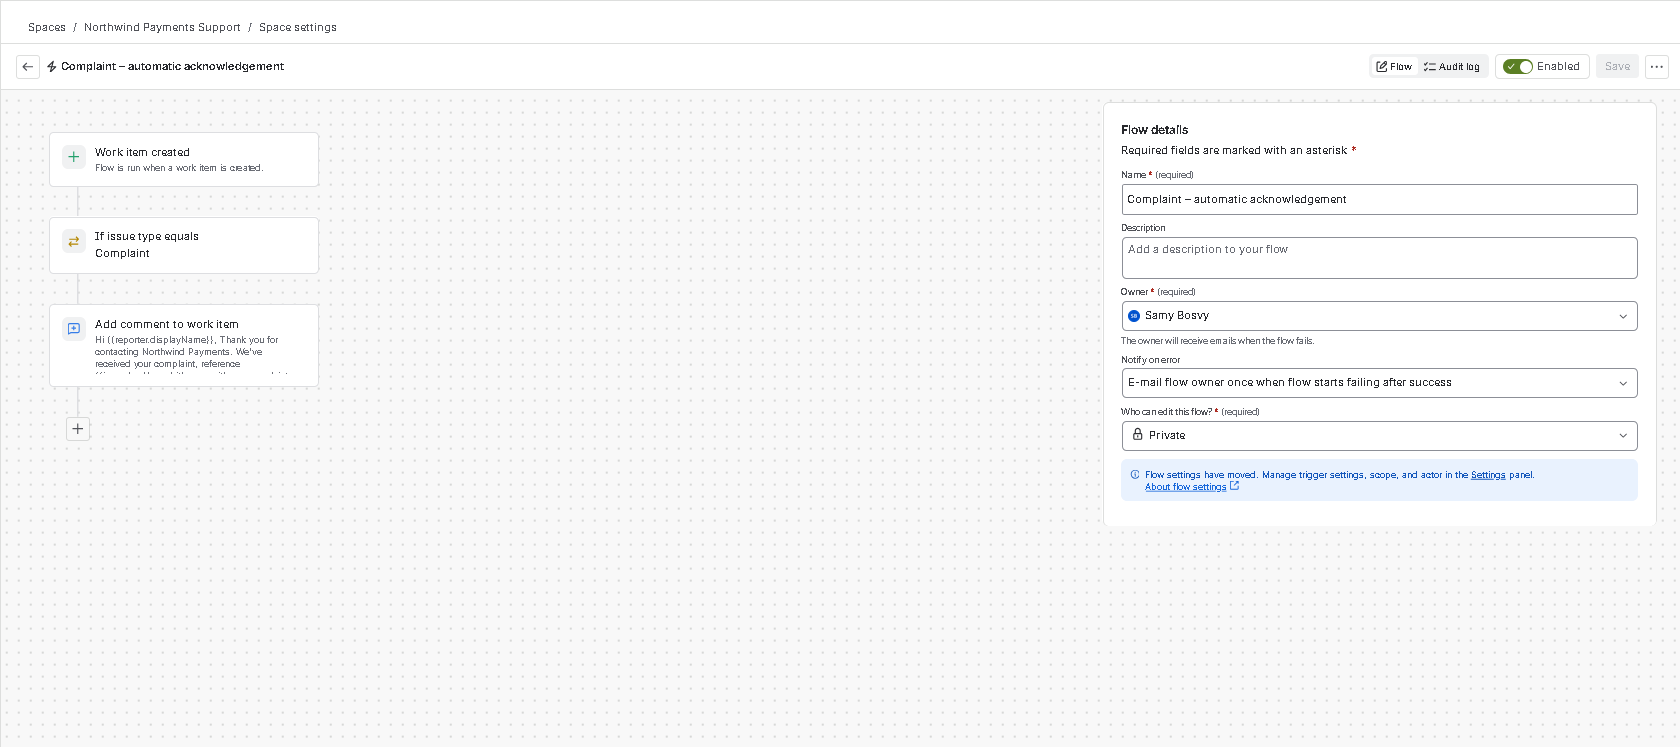 Spaces / Northwind Payments Support / Space settings
Complaint – automatic acknowledgement
Flow
Audit log
Enabled
Save
Work item created
Flow is run when a work item is created.
If issue type equals
Complaint
Add comment to work item
Hi {{reporter.displayName}}, Thank you for
contacting Northwind Payments. We've
received your complaint, reference
Flow details
Required fields are marked with an asterisk *
Name * (required)
Complaint – automatic acknowledgement
Description
Add a description to your flow
Owner * (required)
Samy Bosvy
The owner will receive emails when the flow fails.
Notify on error
E-mail flow owner once when flow starts failing after success
Who can edit this flow? * (required)
Private
Flow settings have moved. Manage trigger settings, scope, and actor in the Settings panel.
About flow settings